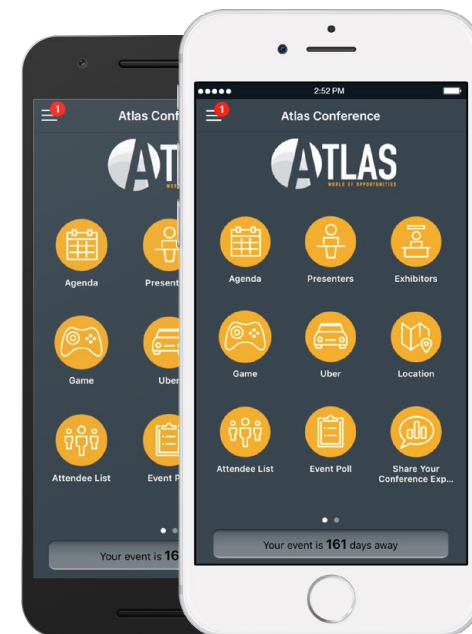 1
Atlas Conf
AT
Agenda
Present
Game
Uber
Attendee List
Event P
Your event is 16
2:52 PM
1
Atlas Conference
ATLAS
WORLD OF OPPORTUNITIES
Agenda
Presenters
Exhibitors
Game
Uber
Location
Attendee List
Event Poll
Share Your
Conference Exp...
Your event is 161 days away